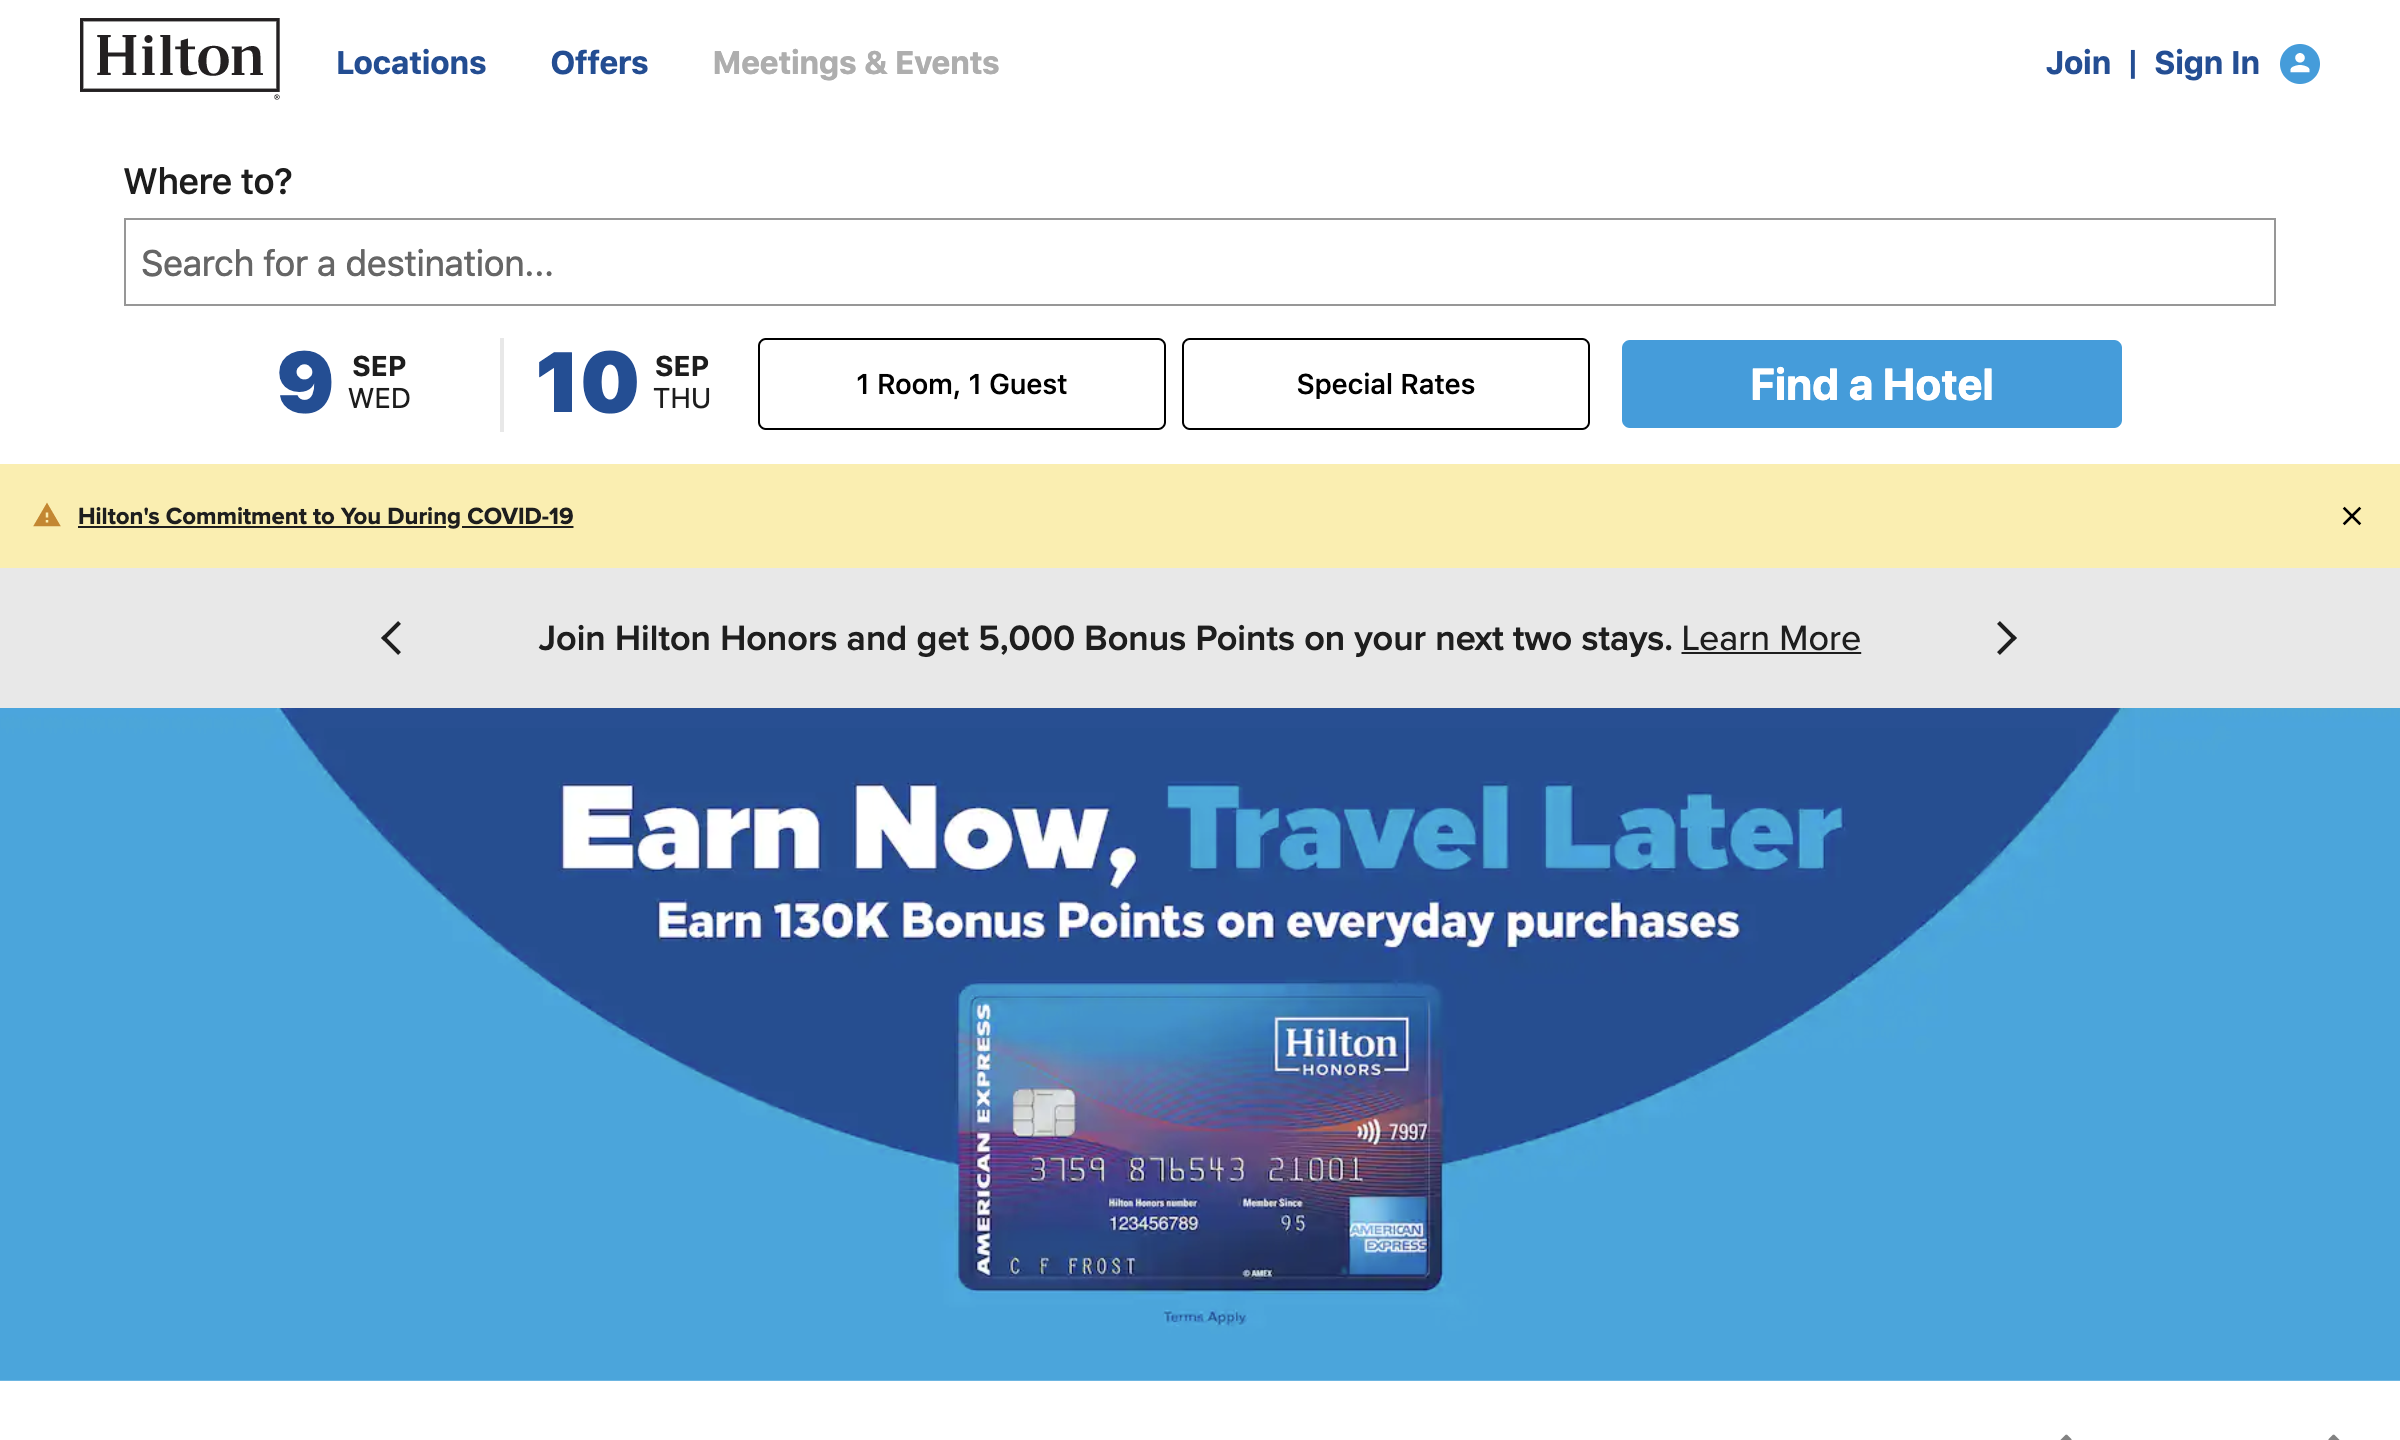 Hilton
®
Locations
Offers
Meetings & Events
Join | Sign In
Where to?
Search for a destination...
9 SEP WED
10 SEP THU
1 Room, 1 Guest
Special Rates
Find a Hotel
Hilton's Commitment to You During COVID-19
Join Hilton Honors and get 5,000 Bonus Points on your next two stays. Learn More
Earn Now, Travel Later
Earn 130K Bonus Points on everyday purchases
AMERICAN EXPRESS
Hilton
HONORS
7997
3759 876543 21001
Hilton Honors number
Member Since
123456789
95
AMERICAN
EXPRESS
C F FROST
© AMEX
Terms Apply